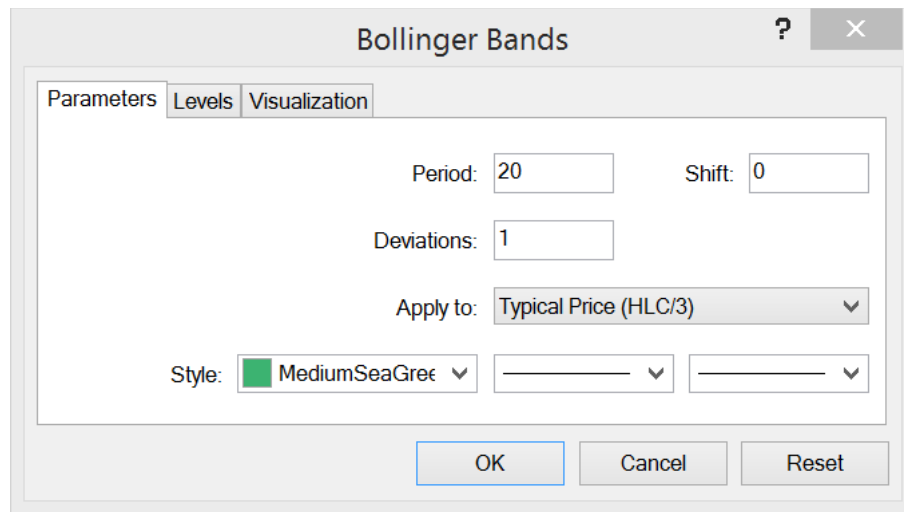 Bollinger Bands
?
Parameters Levels Visualization
Period: 20 Shift: 0
Deviations: 1
Apply to: Typical Price (HLC/3)
Style: MediumSeaGree
OK Cancel Reset